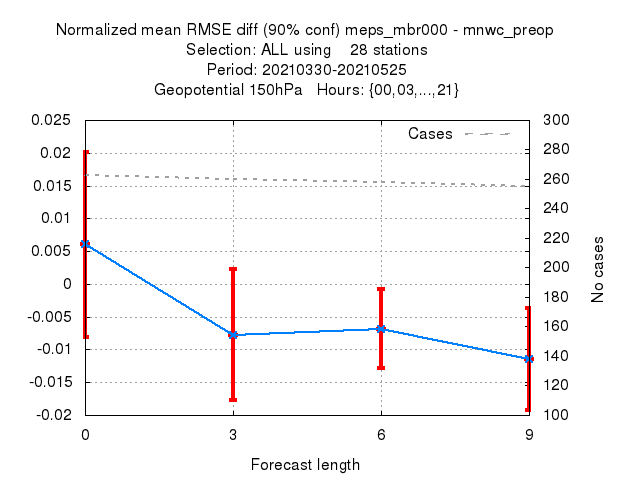 Normalized mean RMSE diff (90% conf) meps_mbr000 - mnwc_preop
Selection: ALL using    28 stations
Period: 20210330-20210525
Geopotential 150hPa   Hours: {00,03,...,21}
Cases
0.025
0.02
0.015
0.01
0.005
0
-0.005
-0.01
-0.015
-0.02
300
280
260
240
220
200
180
160
140
120
100
No cases
0 3 6 9
Forecast length